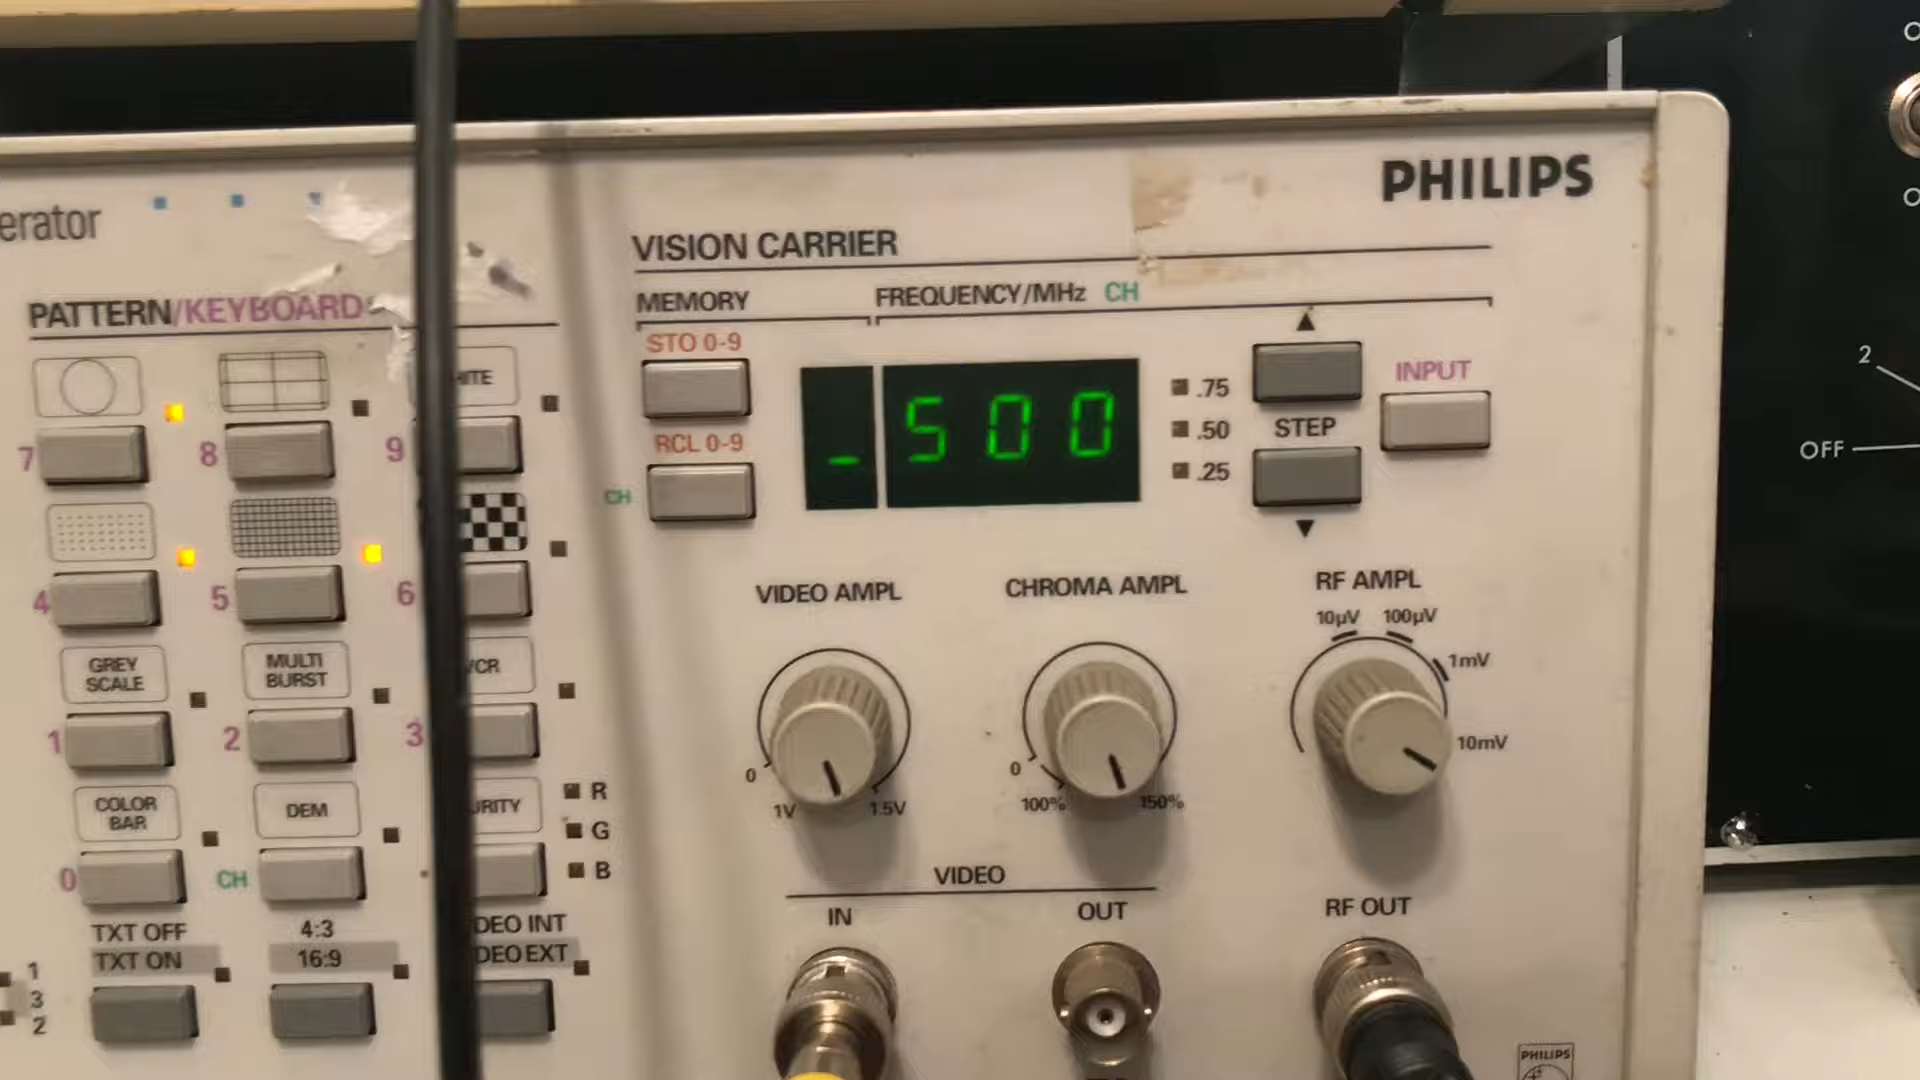 PHILIPS
erator
VISION CARRIER
MEMORY
FREQUENCY/MHz CH
PATTERN/KEYBOARD
STO 0-9
RCL 0-9
CH
_ 500
.75
.50
.25
STEP
INPUT
7
8
9
4
5
6
GREY
SCALE
MULTI
BURST
1
2
3
COLOR
BAR
DEM
R
G
B
0
CH
TXT OFF
TXT ON
4:3
16:9
1
3
2
VIDEO AMPL
0
1V
1.5V
CHROMA AMPL
0
100%
150%
RF AMPL
10µV
100µV
1mV
10mV
VIDEO
IN
OUT
RF OUT
PHILIPS
2
OFF